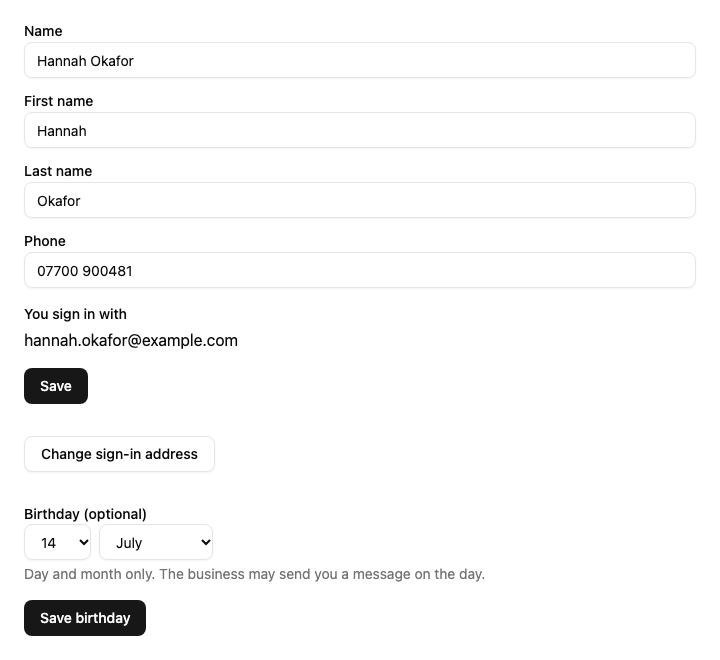 Name
Hannah Okafor
First name
Hannah
Last name
Okafor
Phone
07700 900481
You sign in with
hannah.okafor@example.com
Save
Change sign-in address
Birthday (optional)
14 July
Day and month only. The business may send you a message on the day.
Save birthday